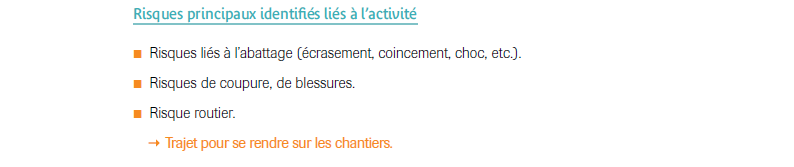 Risques principaux identifiés liés à l'activité
■ Risques liés à l'abattage (écrasement, coincement, choc, etc.).
■ Risques de coupure, de blessures.
■ Risque routier.
→ Trajet pour se rendre sur les chantiers.